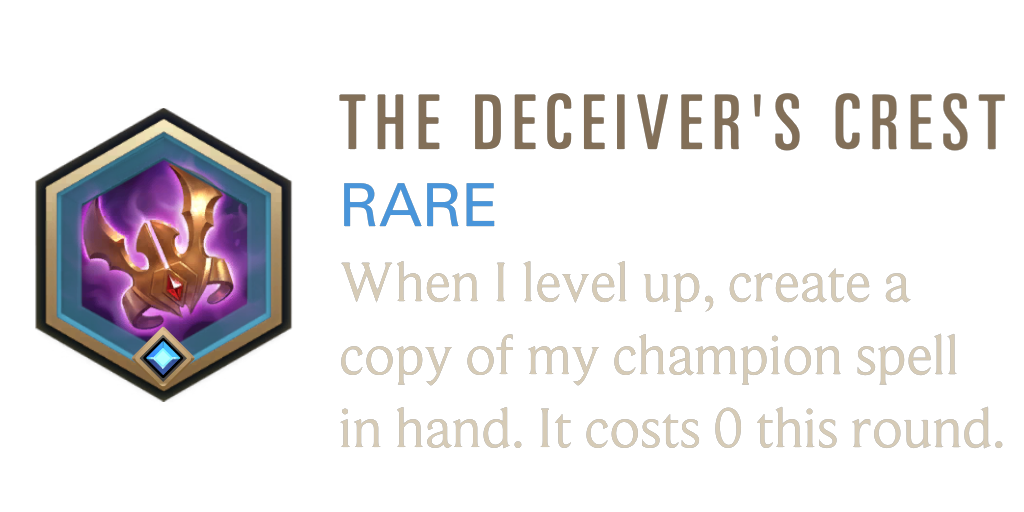 THE DECEIVER'S CREST
RARE
When I level up, create a
copy of my champion spell
in hand. It costs 0 this round.